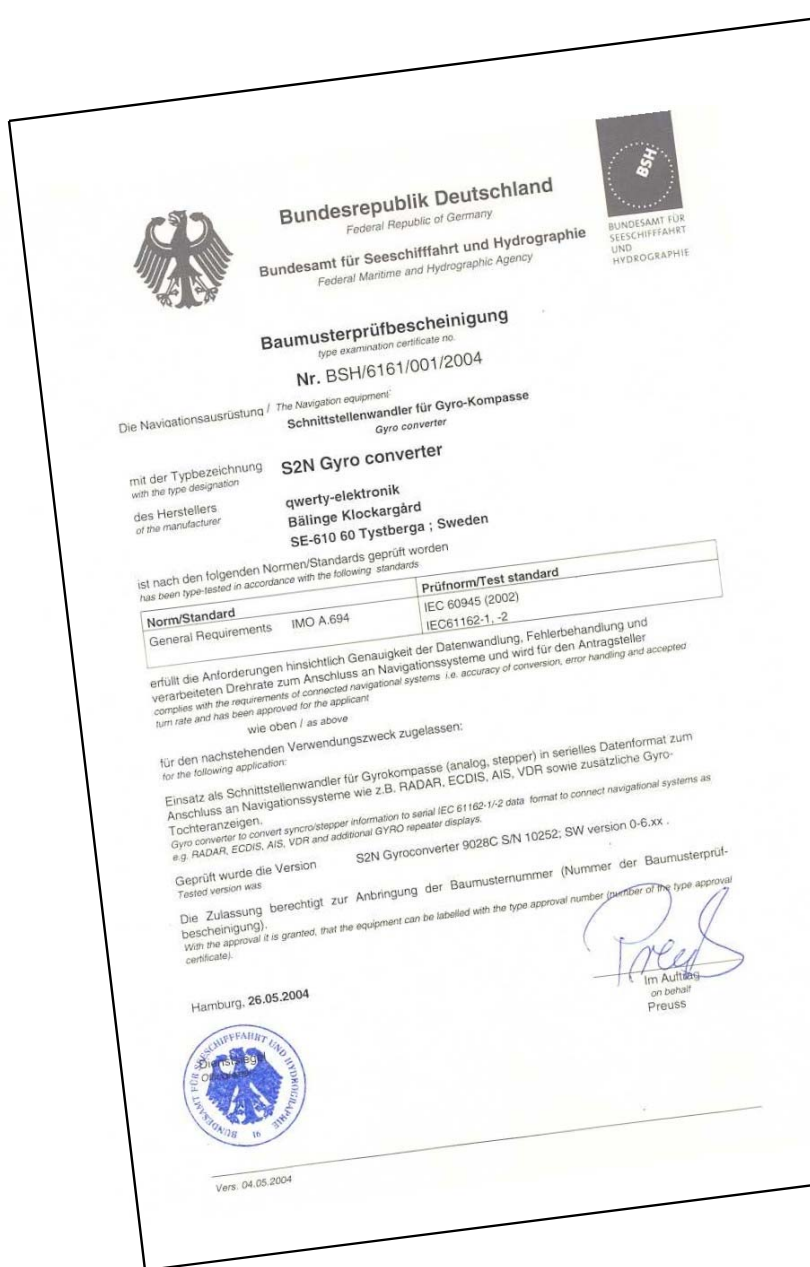 Bundesrepublik Deutschland
Federal Republic of Germany
Bundesamt für Seeschifffahrt und Hydrographie
Federal Maritime and Hydrographic Agency
BSH
BUNDESAMT FÜR
SEESCHIFFFAHRT
UND
HYDROGRAPHIE
Baumusterprüfbescheinigung
type examination certificate no.
Nr. BSH/6161/001/2004
Die Navigationsausrüstung / The Navigation equipment:
Schnittstellenwandler für Gyro-Kompasse
Gyro converter
mit der Typbezeichnung S2N Gyro converter
with the type designation
des Herstellers qwerty-elektronik
of the manufacturer Bälinge Klockargård
SE-610 60 Tystberga ; Sweden
ist nach den folgenden Normen/Standards geprüft worden
has been type-tested in accordance with the following standards
Norm/Standard Prüfnorm/Test standard
General Requirements IMO A.694 IEC 60945 (2002)
IEC61162-1, -2
erfüllt die Anforderungen hinsichtlich Genauigkeit der Datenwandlung, Fehlerbehandlung und
verarbeiteten Drehrate zum Anschluss an Navigationssysteme und wird für den Antragsteller
complies with the requirements of connected navigational systems i.e. accuracy of conversion, error handling and accepted
turn rate and has been approved for the applicant
wie oben / as above
für den nachstehenden Verwendungszweck zugelassen:
for the following application:
Einsatz als Schnittstellenwandler für Gyrokompasse (analog, stepper) in serielles Datenformat zum
Anschluss an Navigationssysteme wie z.B. RADAR, ECDIS, AIS, VDR sowie zusätzliche Gyro-
Tochteranzeigen.
Gyro converter to convert syncro/stepper information to serial IEC 61162-1/-2 data format to connect navigational systems as
e.g. RADAR, ECDIS, AIS, VDR and additional GYRO repeater displays.
Geprüft wurde die Version S2N Gyroconverter 9028C S/N 10252; SW version 0-6.xx .
Tested version was
Die Zulassung berechtigt zur Anbringung der Baumusternummer (Nummer der Baumusterprüf-
bescheinigung).
With the approval it is granted, that the equipment can be labelled with the type approval number (number of the type approval
certificate).
Preuß
Im Auftrag
on behalf
Preuss
Hamburg, 26.05.2004
Dienstsiegel
BUNDESAMT FÜR SEESCHIFFFAHRT UND HYDROGRAPHIE
16
Vers. 04.05.2004